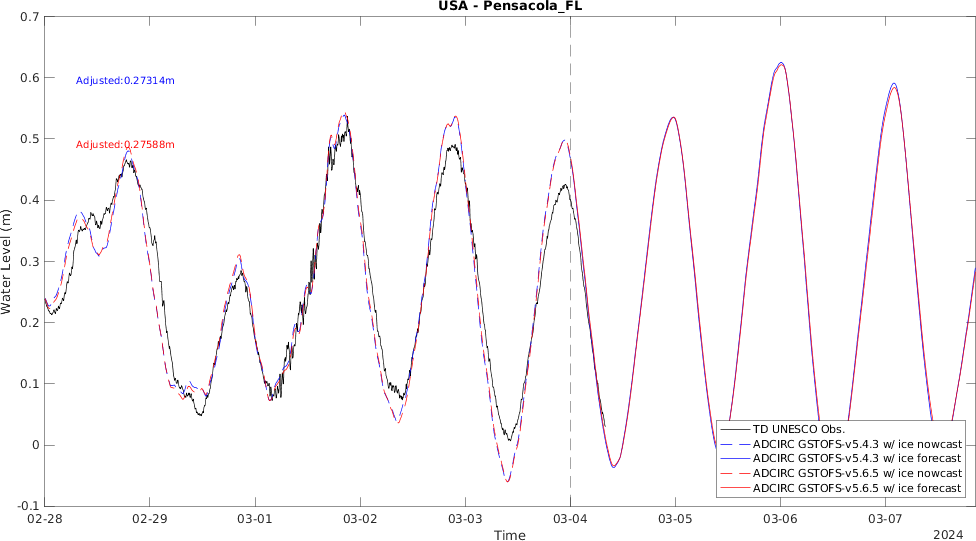 USA - Pensacola_FL
0.7
0.6
0.5
0.4
0.3
0.2
0.1
0
-0.1
Water Level (m)
Adjusted:0.27314m
Adjusted:0.27588m
TD UNESCO Obs.
ADCIRC GSTOFS-v5.4.3 w/ ice nowcast
ADCIRC GSTOFS-v5.4.3 w/ ice forecast
ADCIRC GSTOFS-v5.6.5 w/ ice nowcast
ADCIRC GSTOFS-v5.6.5 w/ ice forecast
02-28 02-29 03-01 03-02 03-03 03-04 03-05 03-06 03-07
Time
2024